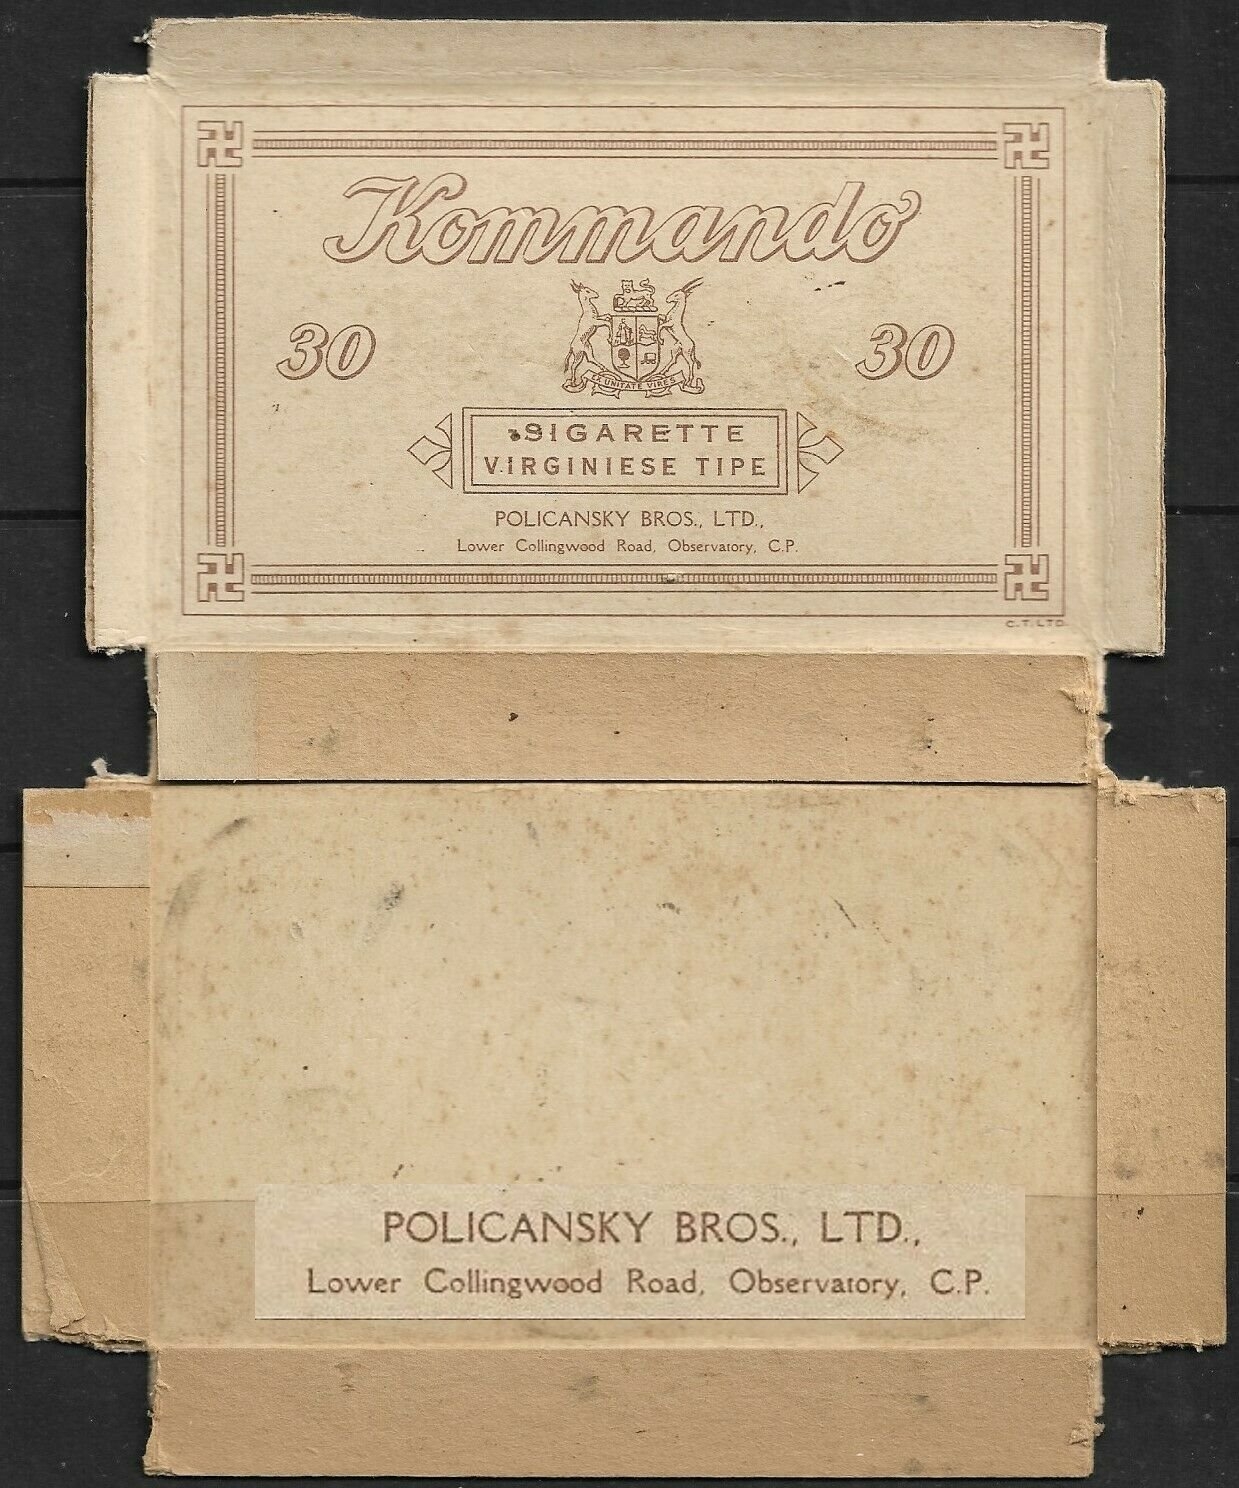 Kommando
30 30
EX UNITATE VIRES
SIGARETTE
VIRGINIESE TIPE
POLICANSKY BROS., LTD.,
Lower Collingwood Road, Observatory, C.P.
C.T. LTD.
POLICANSKY BROS., LTD.,
Lower Collingwood Road, Observatory, C.P.